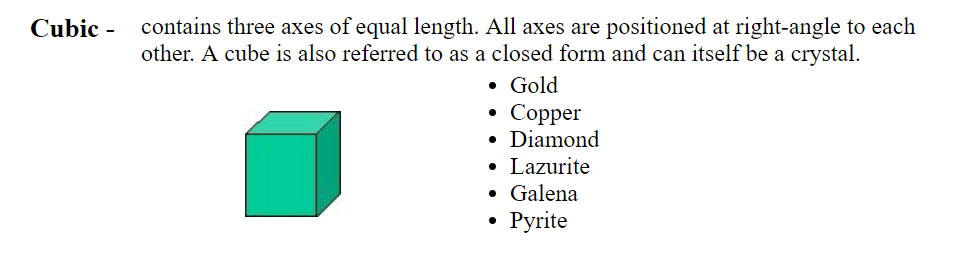 Cubic - contains three axes of equal length. All axes are positioned at right-angle to each
other. A cube is also referred to as a closed form and can itself be a crystal.
• Gold
• Copper
• Diamond
• Lazurite
• Galena
• Pyrite